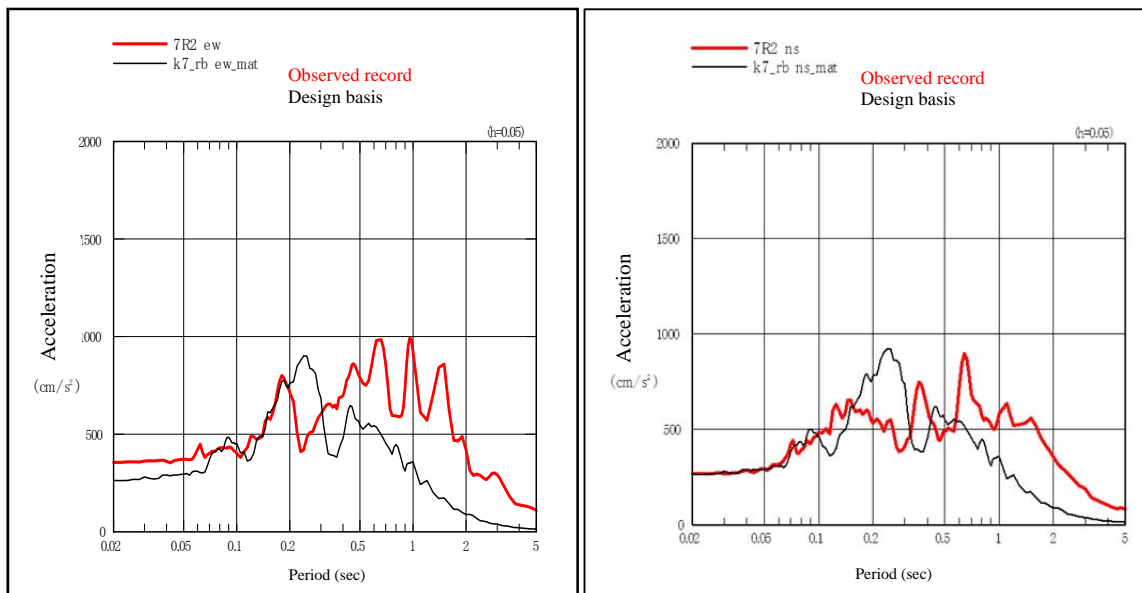 7R2 ew
k7_rb ew_mat
Observed record
Design basis
(h=0.05)
2000
1500
1000
500
0
Acceleration
(cm/s²)
0.02
0.05
0.1
0.2
0.5
1
2
5
Period (sec)
7R2 ns
k7_rb ns_mat
Observed record
Design basis
(h=0.05)
2000
1500
1000
500
0
Acceleration
(cm/s²)
0.02
0.05
0.1
0.2
0.5
1
2
5
Period (sec)